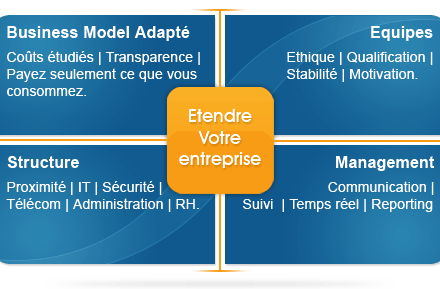 Business Model Adapté
Coûts étudiés | Transparence |
Payez seulement ce que vous
consommez.
Equipes
Ethique | Qualification |
Stabilité | Motivation.
Etendre
Votre
entreprise
Structure
Proximité | IT | Sécurité |
Télécom | Administration | RH.
Management
Communication |
Suivi | Temps réel | Reporting